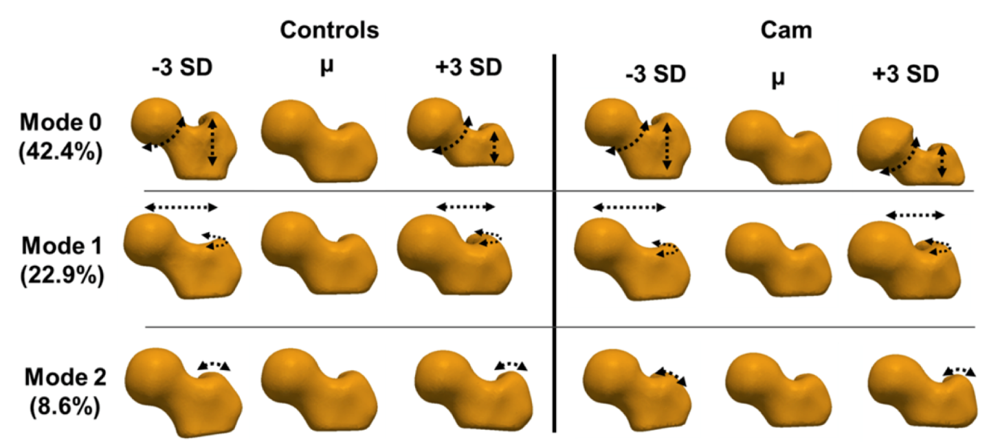 Controls
Cam
-3 SD
µ
+3 SD
-3 SD
µ
+3 SD
Mode 0
(42.4%)
Mode 1
(22.9%)
Mode 2
(8.6%)